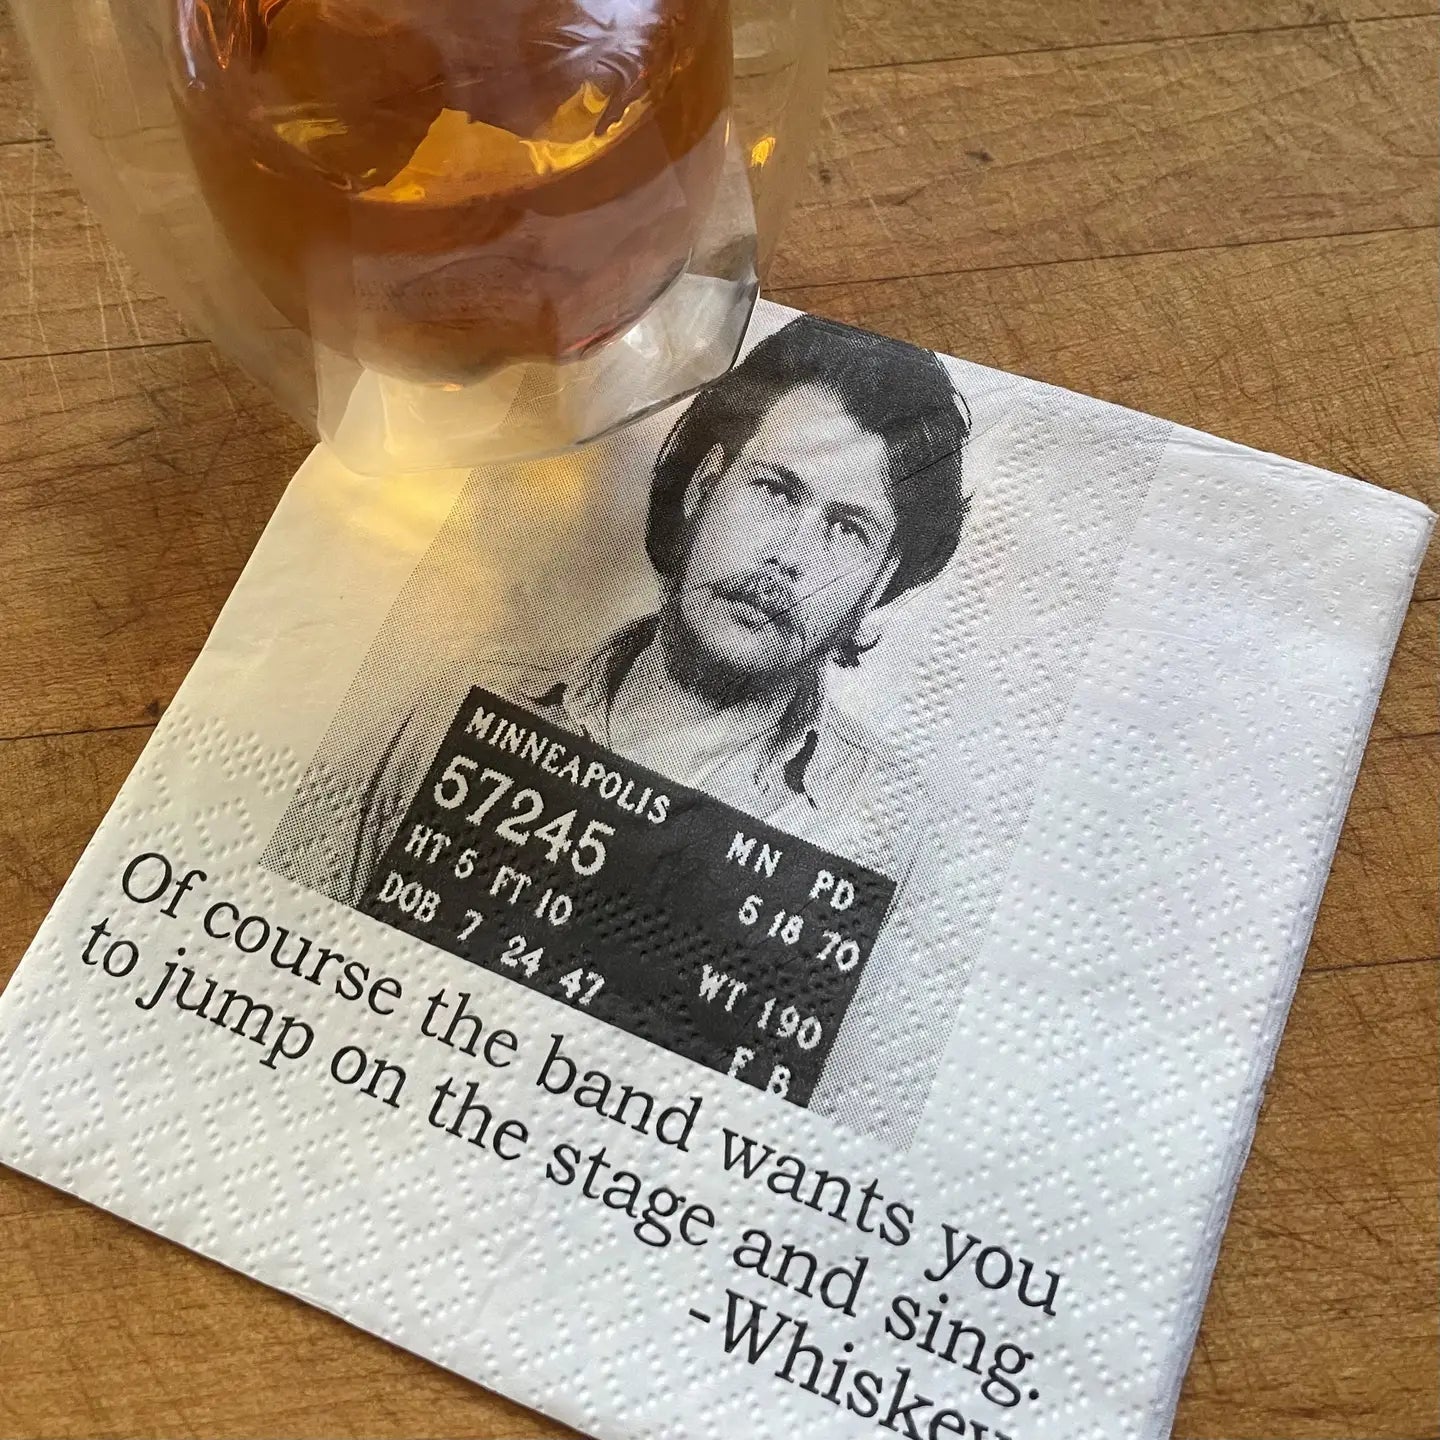 MINNEAPOLIS MN PD
57245 5 18 70
HT 5 FT 10 WT 190
DOB 7 24 47
Of course the band wants you
to jump on the stage and sing.
-Whiskey